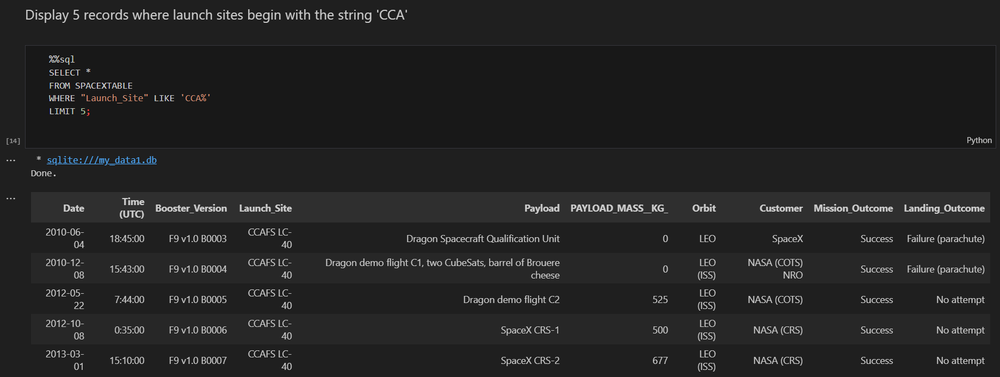 Display 5 records where launch sites begin with the string 'CCA'
%%sql
SELECT *
FROM SPACEXTABLE
WHERE "Launch_Site" LIKE 'CCA%'
LIMIT 5;
[14]
Python
... * sqlite:///my_data1.db
Done.
...
Date Time (UTC) Booster_Version Launch_Site Payload PAYLOAD_MASS__KG_ Orbit Customer Mission_Outcome Landing_Outcome
2010-06-04 18:45:00 F9 v1.0 B0003 CCAFS LC-40 Dragon Spacecraft Qualification Unit 0 LEO SpaceX Success Failure (parachute)
2010-12-08 15:43:00 F9 v1.0 B0004 CCAFS LC-40 Dragon demo flight C1, two CubeSats, barrel of Brouere cheese 0 LEO (ISS) NASA (COTS) NRO Success Failure (parachute)
2012-05-22 7:44:00 F9 v1.0 B0005 CCAFS LC-40 Dragon demo flight C2 525 LEO (ISS) NASA (COTS) Success No attempt
2012-10-08 0:35:00 F9 v1.0 B0006 CCAFS LC-40 SpaceX CRS-1 500 LEO (ISS) NASA (CRS) Success No attempt
2013-03-01 15:10:00 F9 v1.0 B0007 CCAFS LC-40 SpaceX CRS-2 677 LEO (ISS) NASA (CRS) Success No attempt